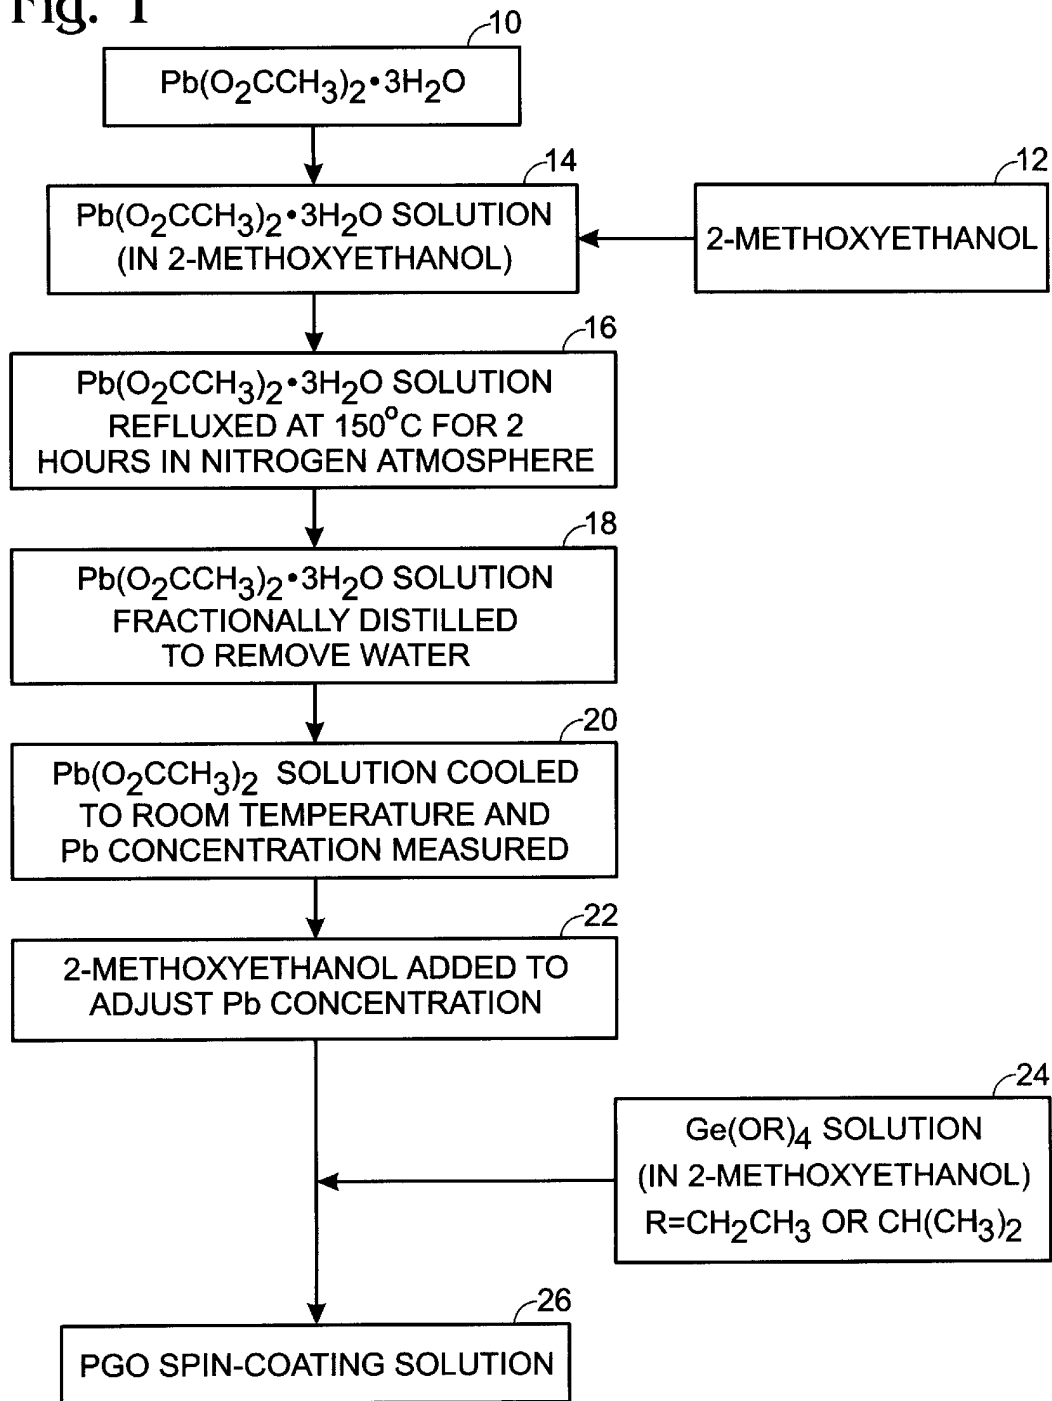 Fig. 1
10
Pb(O₂CCH₃)₂•3H₂O
14
12
Pb(O₂CCH₃)₂•3H₂O SOLUTION
(IN 2-METHOXYETHANOL)
2-METHOXYETHANOL
16
Pb(O₂CCH₃)₂•3H₂O SOLUTION
REFLUXED AT 150°C FOR 2
HOURS IN NITROGEN ATMOSPHERE
18
Pb(O₂CCH₃)₂•3H₂O SOLUTION
FRACTIONALLY DISTILLED
TO REMOVE WATER
20
Pb(O₂CCH₃)₂ SOLUTION COOLED
TO ROOM TEMPERATURE AND
Pb CONCENTRATION MEASURED
22
2-METHOXYETHANOL ADDED TO
ADJUST Pb CONCENTRATION
24
Ge(OR)₄ SOLUTION
(IN 2-METHOXYETHANOL)
R=CH₂CH₃ OR CH(CH₃)₂
26
PGO SPIN-COATING SOLUTION